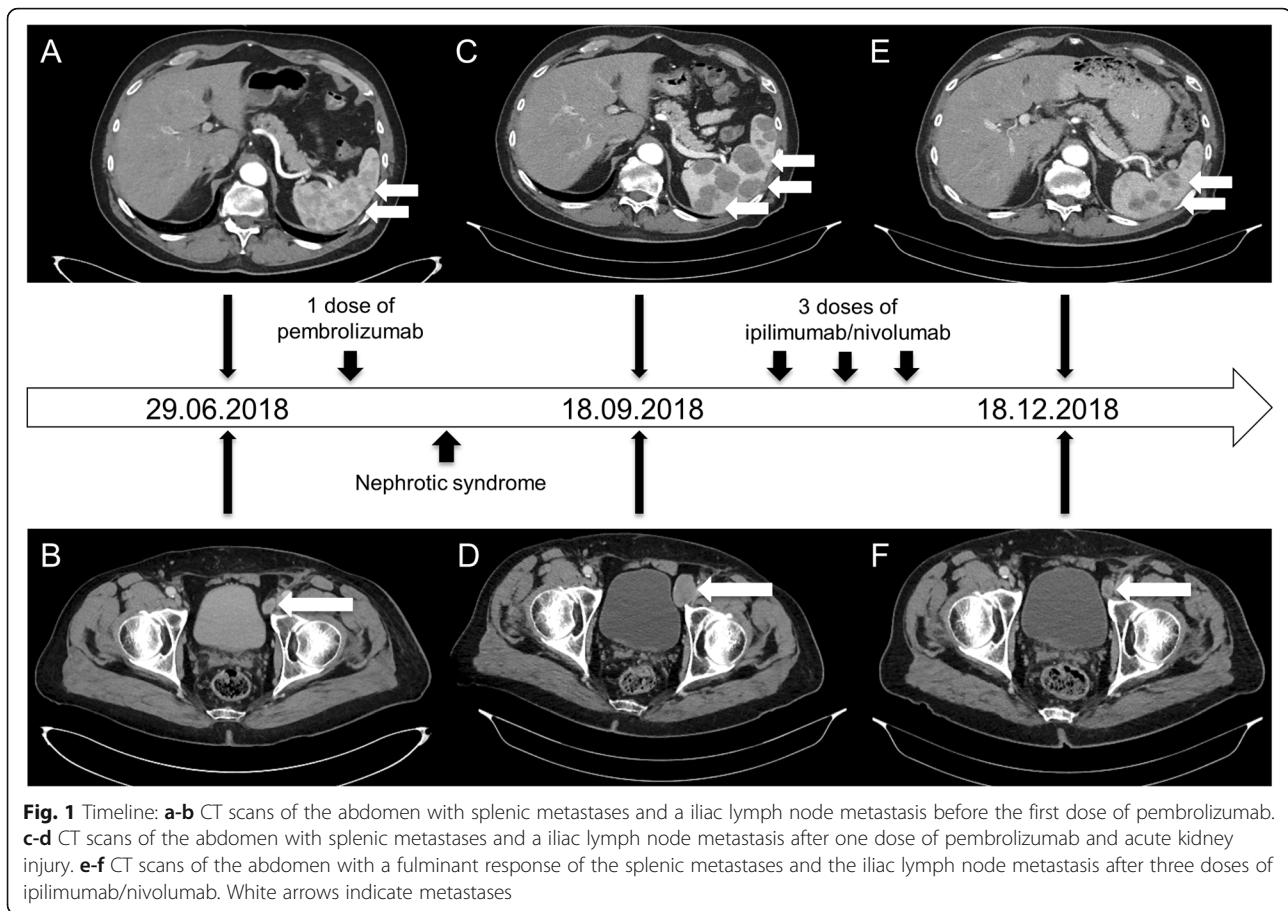 A
C
E
1 dose of
pembrolizumab
3 doses of
ipilimumab/nivolumab
29.06.2018
18.09.2018
18.12.2018
Nephrotic syndrome
B
D
F
Fig. 1 Timeline: a-b CT scans of the abdomen with splenic metastases and a iliac lymph node metastasis before the first dose of pembrolizumab.
c-d CT scans of the abdomen with splenic metastases and a iliac lymph node metastasis after one dose of pembrolizumab and acute kidney
injury. e-f CT scans of the abdomen with a fulminant response of the splenic metastases and the iliac lymph node metastasis after three doses of
ipilimumab/nivolumab. White arrows indicate metastases